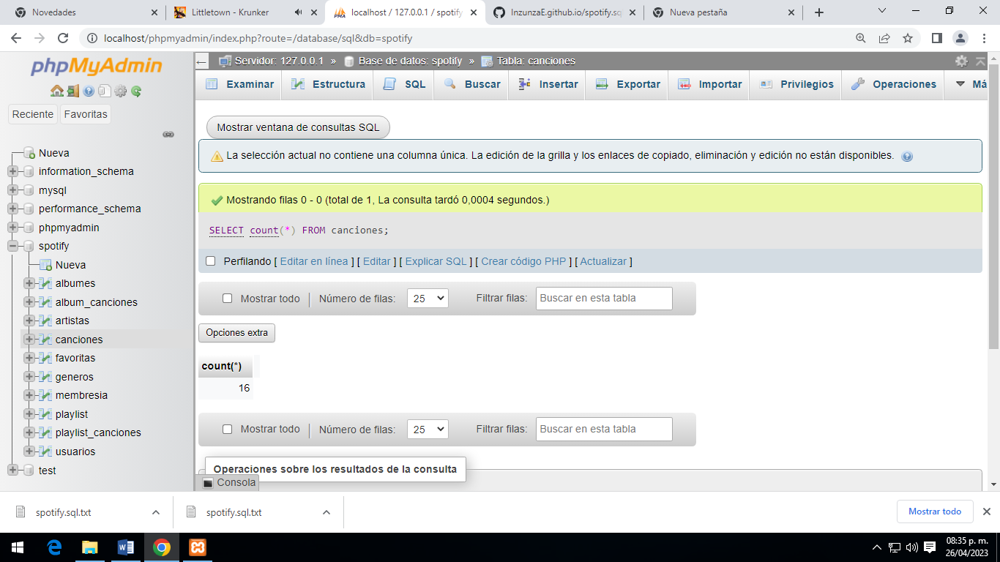 Novedades
Littletown - Krunker
localhost / 127.0.0.1 / spotify
InzunzaE.github.io/spotify.sq
Nueva pestaña
localhost/phpmyadmin/index.php?route=/database/sql&db=spotify
phpMyAdmin
Reciente Favoritas
Nueva
information_schema
mysql
performance_schema
phpmyadmin
spotify
Nueva
albumes
album_canciones
artistas
canciones
favoritas
generos
membresia
playlist
playlist_canciones
usuarios
test
Servidor: 127.0.0.1 » Base de datos: spotify » Tabla: canciones
Examinar Estructura SQL Buscar Insertar Exportar Importar Privilegios Operaciones Má
Mostrar ventana de consultas SQL
La selección actual no contiene una columna única. La edición de la grilla y los enlaces de copiado, eliminación y edición no están disponibles.
Mostrando filas 0 - 0 (total de 1, La consulta tardó 0,0004 segundos.)
SELECT count(*) FROM canciones;
Perfilando [ Editar en línea ] [ Editar ] [ Explicar SQL ] [ Crear código PHP ] [ Actualizar ]
Mostrar todo Número de filas: 25 Filtrar filas: Buscar en esta tabla
Opciones extra
count(*)
16
Mostrar todo Número de filas: 25 Filtrar filas: Buscar en esta tabla
Operaciones sobre los resultados de la consulta
Consola
spotify.sql.txt
spotify.sql.txt
Mostrar todo
08:35 p. m.
26/04/2023